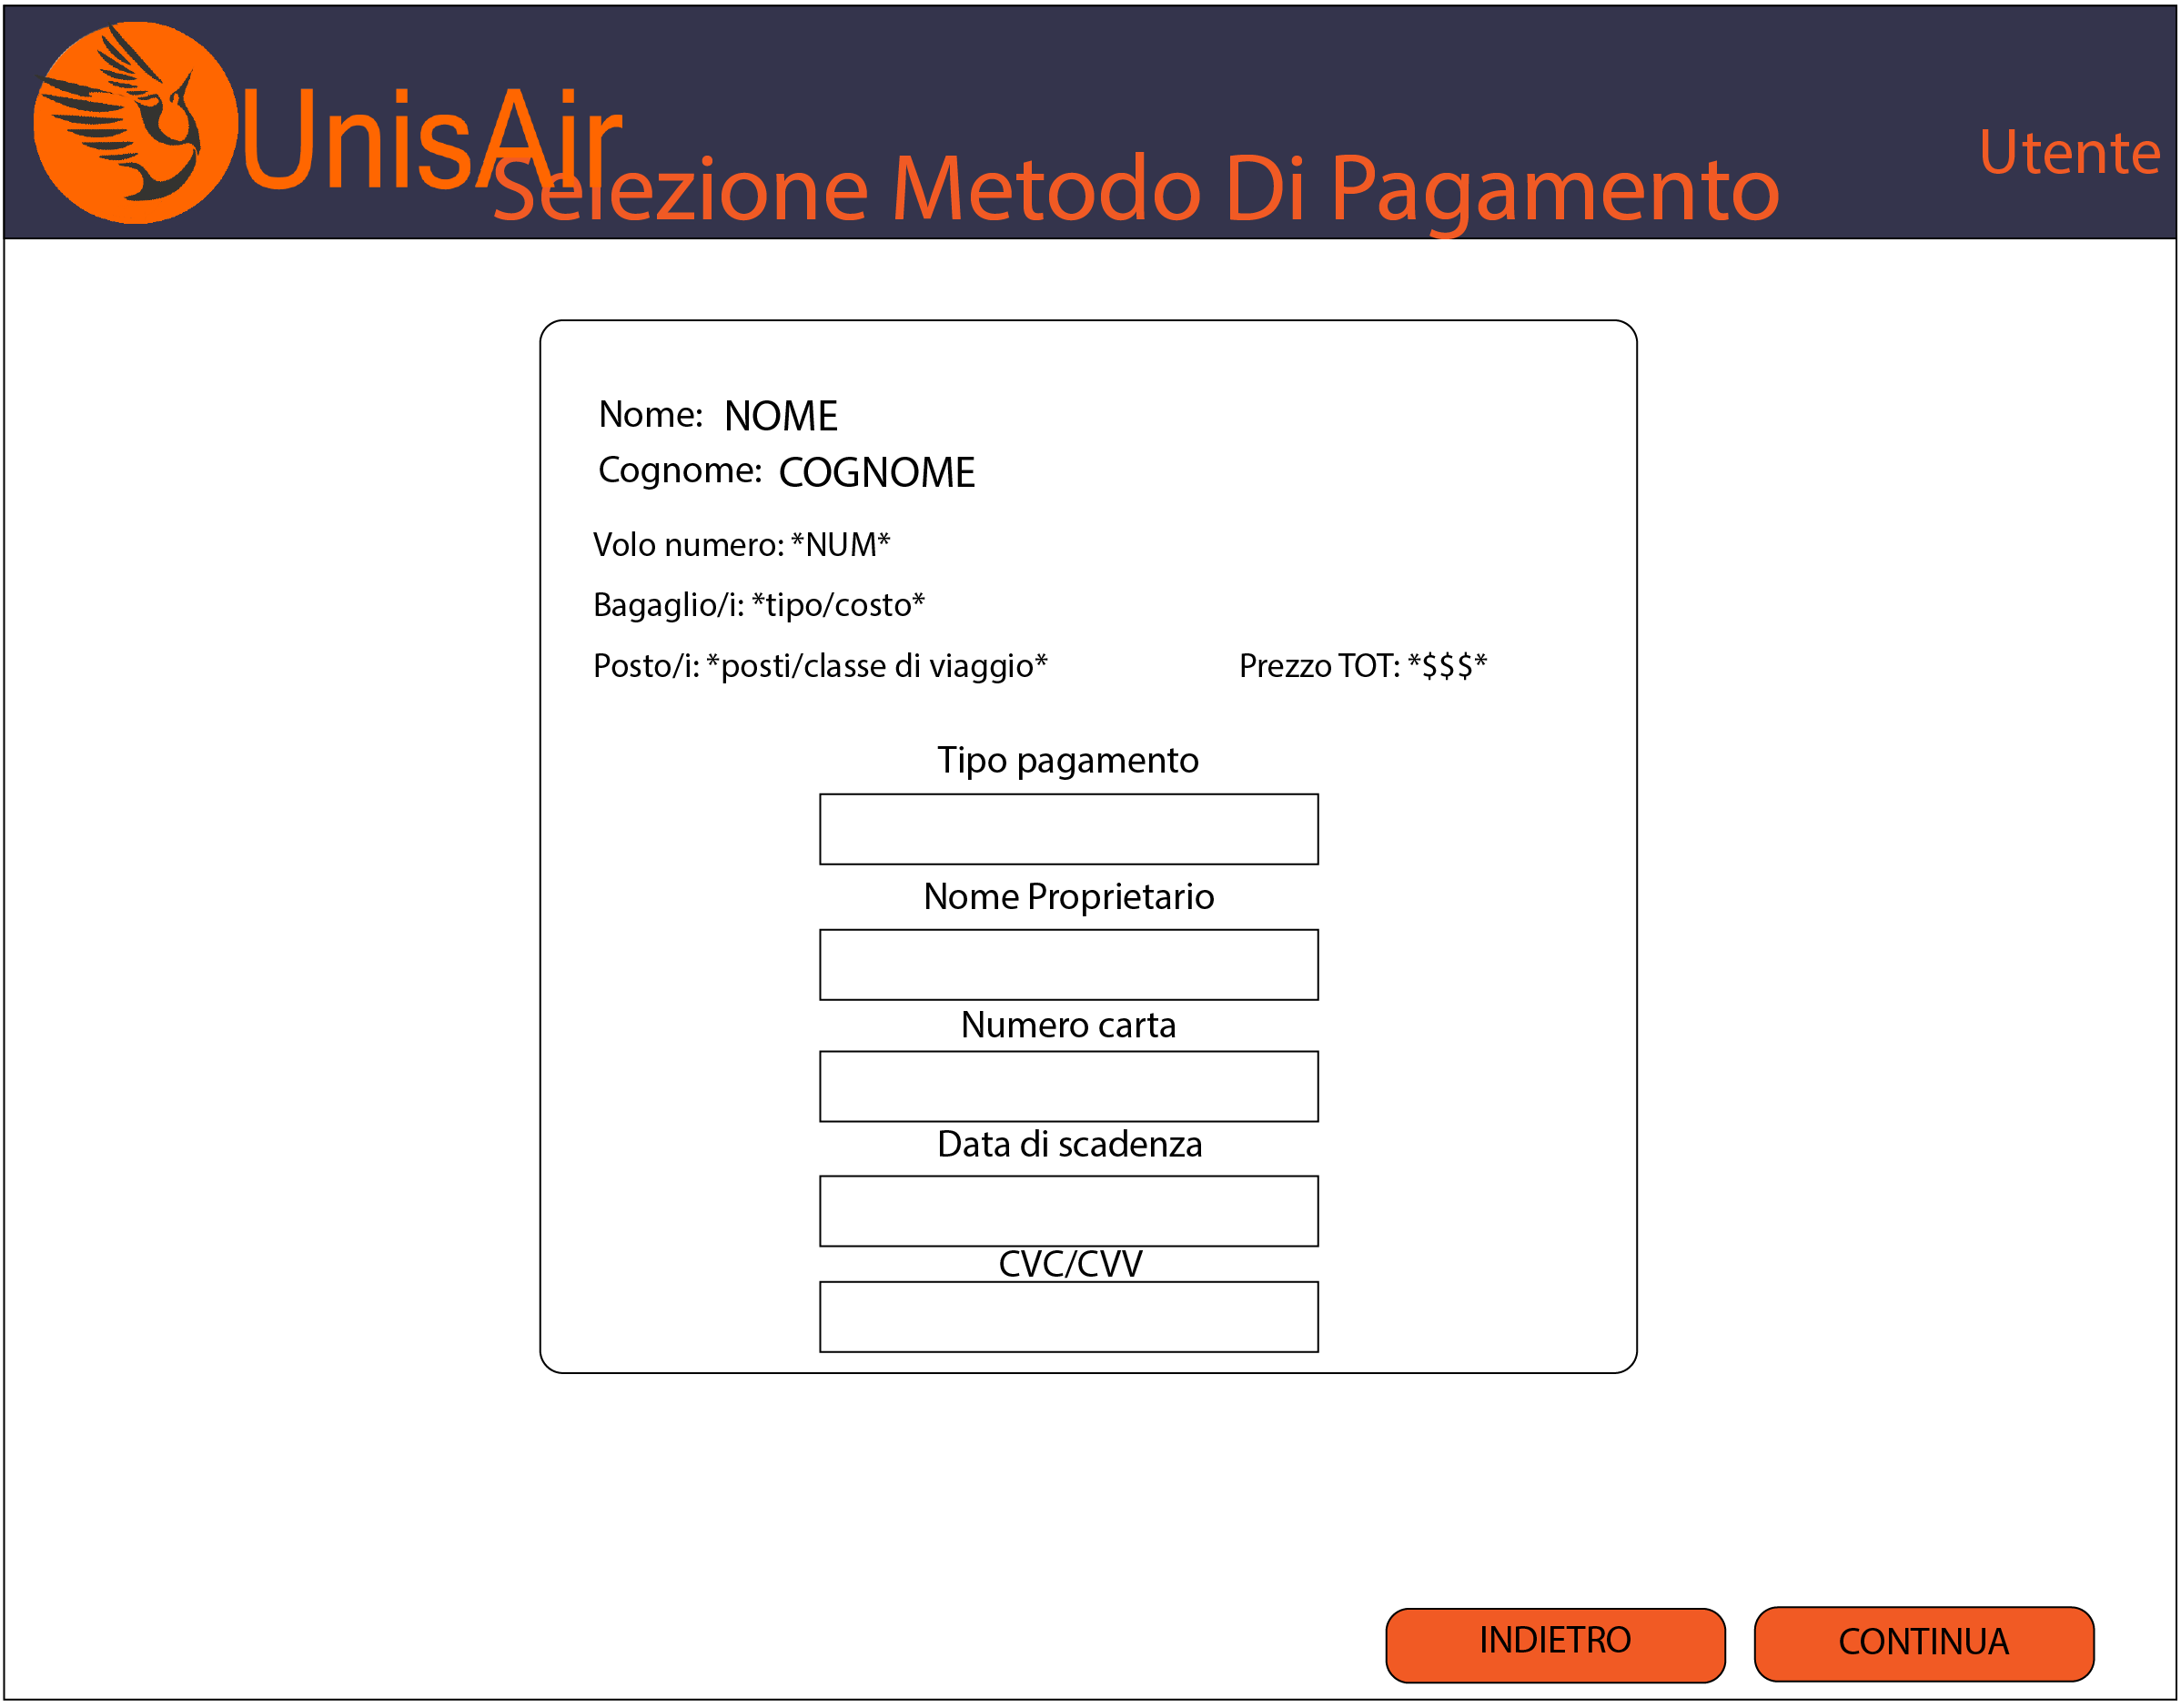 UnisAir
Selezione Metodo Di Pagamento
Utente
Nome: NOME
Cognome: COGNOME
Volo numero: *NUM*
Bagaglio/i: *tipo/costo*
Posto/i: *posti/classe di viaggio* Prezzo TOT: *$$$*
Tipo pagamento
Nome Proprietario
Numero carta
Data di scadenza
CVC/CVV
INDIETRO
CONTINUA